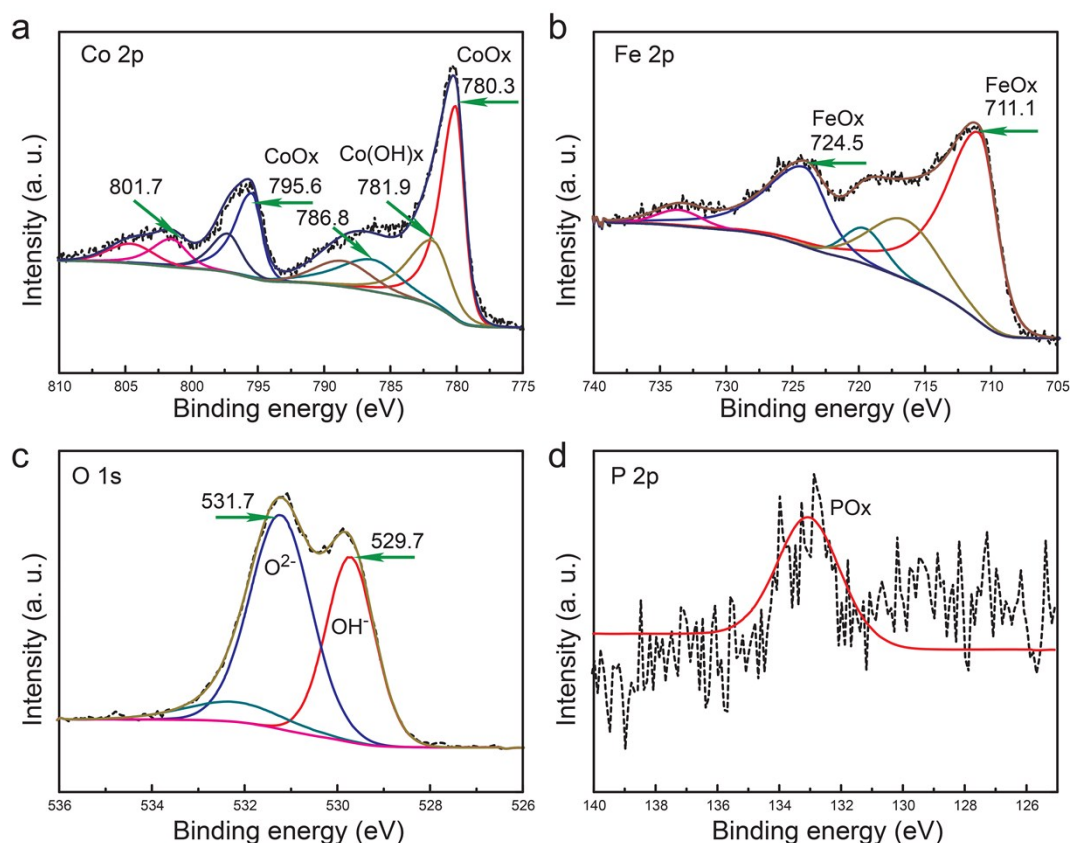 a
Co 2p
CoOx
780.3
CoOx
795.6
Co(OH)x
781.9
801.7
786.8
Intensity (a. u.)
810 805 800 795 790 785 780 775
Binding energy (eV)
b
Fe 2p
FeOx
711.1
FeOx
724.5
Intensity (a. u.)
740 735 730 725 720 715 710 705
Binding energy (eV)
c
O 1s
531.7
529.7
O²⁻
OH⁻
Intensity (a. u.)
536 534 532 530 528 526
Binding energy (eV)
d
P 2p
POx
Intensity (a. u.)
140 138 136 134 132 130 128 126
Binding energy (eV)